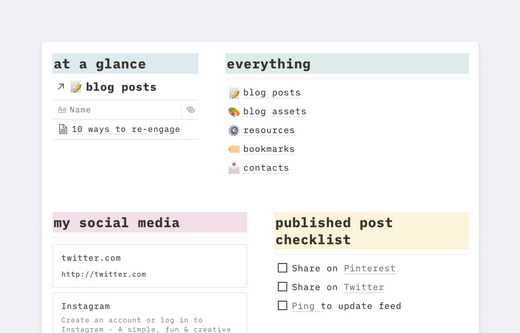 at a glance
blog posts
Aa Name
10 ways to re-engage
everything
blog posts
blog assets
resources
bookmarks
contacts
my social media
twitter.com
http://twitter.com
Instagram
Create an account or log in to
Instagram - A simple, fun & creative
published post
checklist
Share on Pinterest
Share on Twitter
Ping to update feed